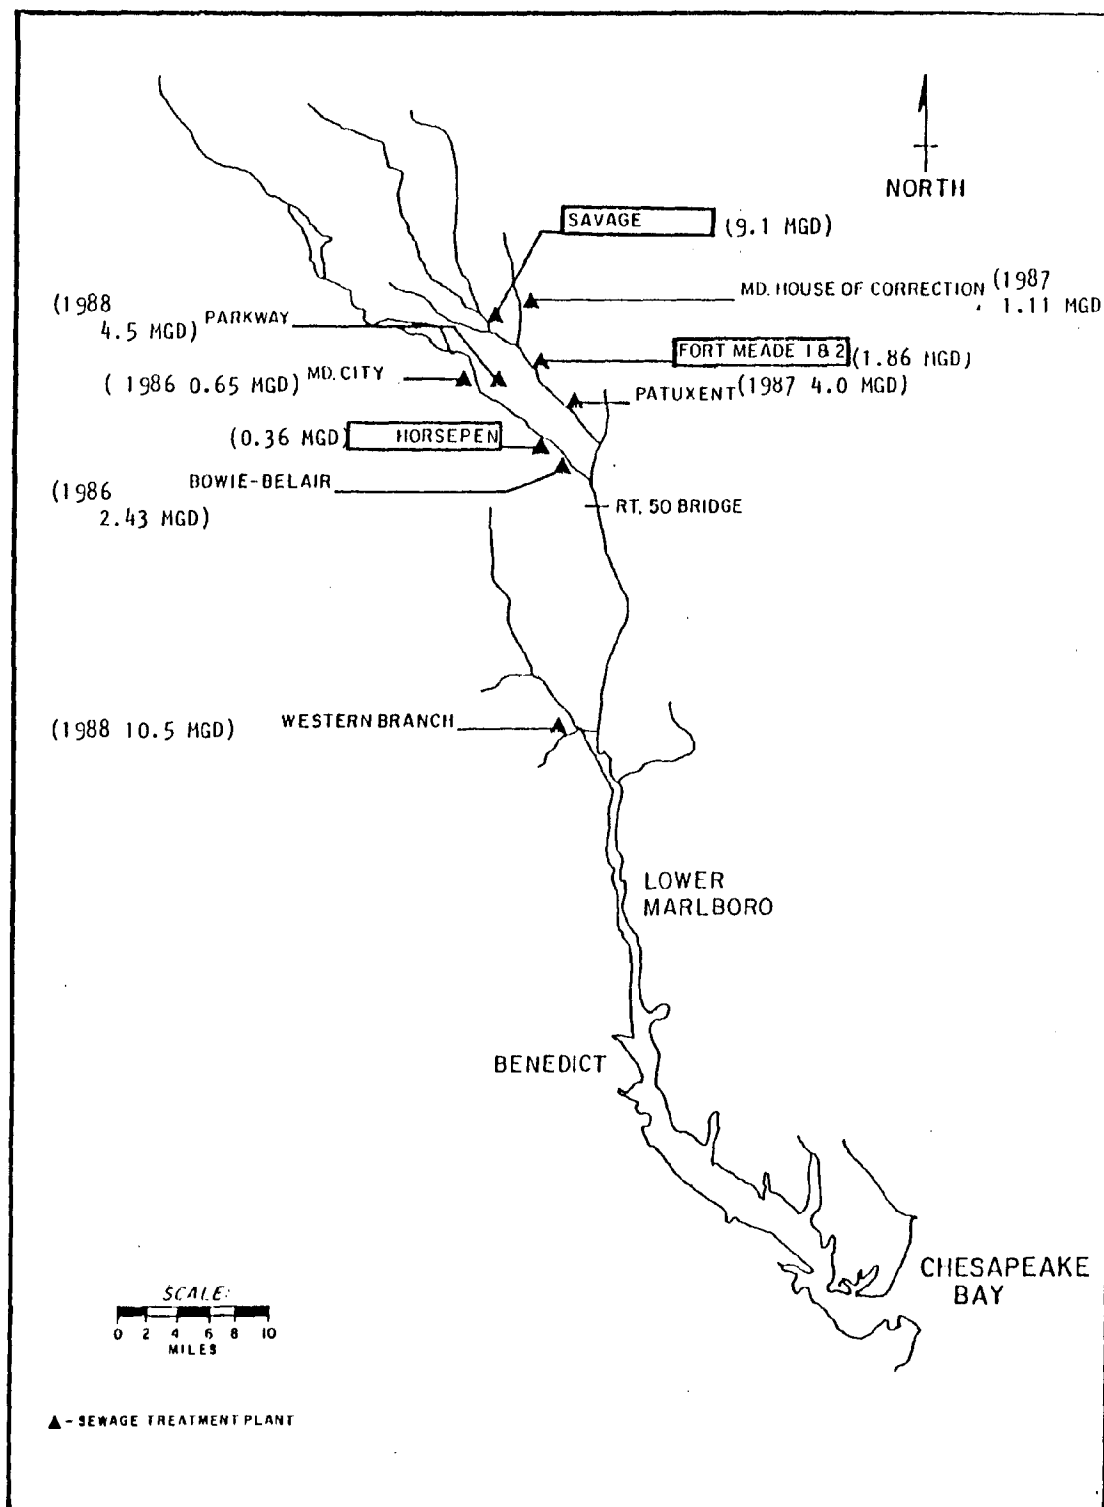 NORTH
SAVAGE (9.1 MGD)
MD. HOUSE OF CORRECTION (1987
1.11 MGD
(1988
4.5 MGD) PARKWAY
FORT MEADE 1 & 2 (1.86 MGD)
( 1986 0.65 MGD) MD. CITY
PATUXENT (1987 4.0 MGD)
(0.36 MGD) HORSEPEN
BOWIE-BELAIR
(1986
2.43 MGD)
RT. 50 BRIDGE
(1988 10.5 MGD) WESTERN BRANCH
LOWER
MARLBORO
BENEDICT
CHESAPEAKE
BAY
SCALE:
0 2 4 6 8 10
MILES
▲ - SEWAGE TREATMENT PLANT